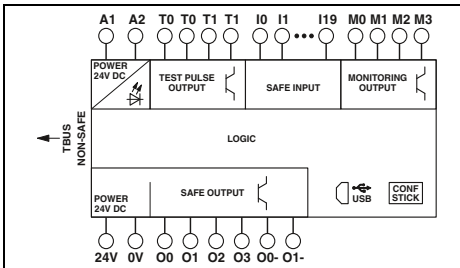 A1 A2 T0 T0 T1 T1 I0 I1 I19 M0 M1 M2 M3
POWER
24V DC
TEST PULSE
OUTPUT
SAFE INPUT
MONITORING
OUTPUT
TBUS
NON-SAFE
LOGIC
POWER
24V DC
SAFE OUTPUT
USB
CONF
STICK
24V 0V O0 O1 O2 O3 O0- O1-